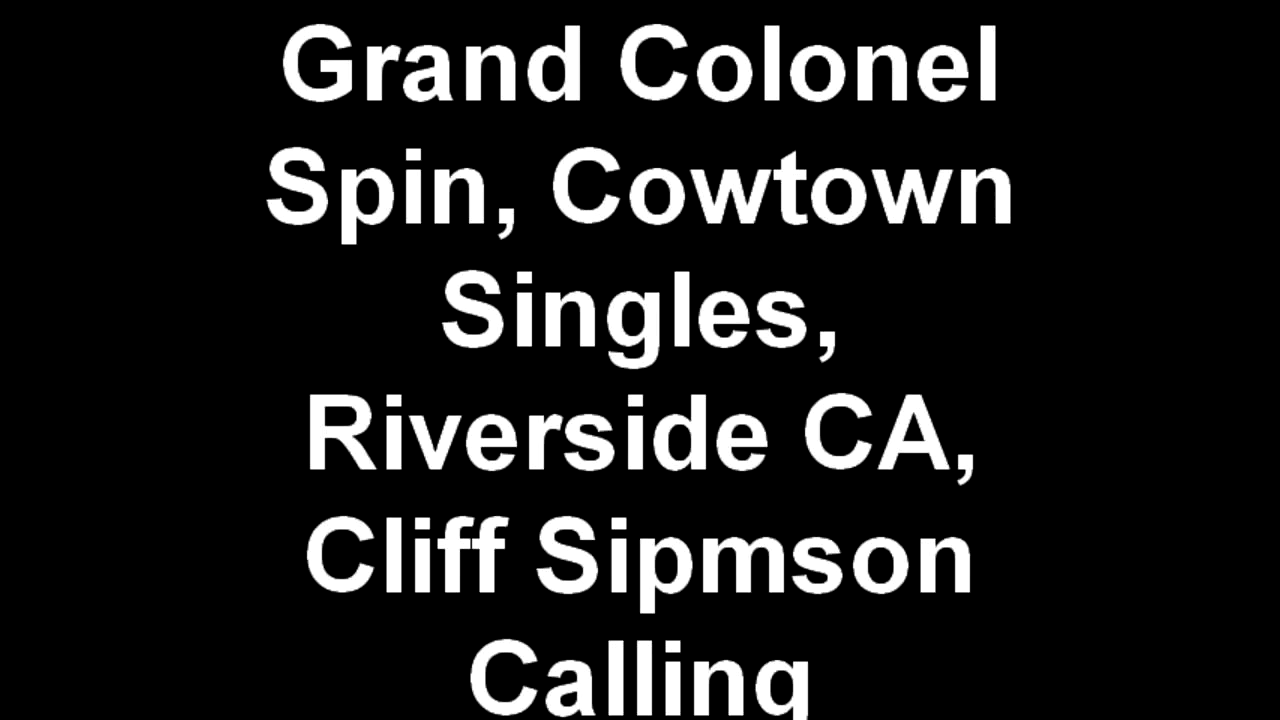 Grand Colonel
Spin, Cowtown
Singles,
Riverside CA,
Cliff Sipmson
Calling